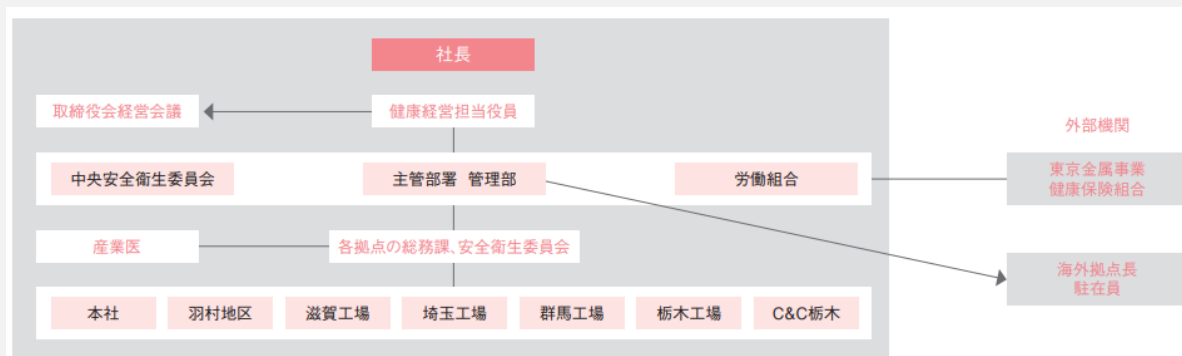 社長
取締役会経営会議
健康経営担当役員
外部機関
中央安全衛生委員会
主管部署 管理部
労働組合
東京金属事業
健康保険組合
産業医
各拠点の総務課、安全衛生委員会
海外拠点長
駐在員
本社
羽村地区
滋賀工場
埼玉工場
群馬工場
栃木工場
C&C栃木